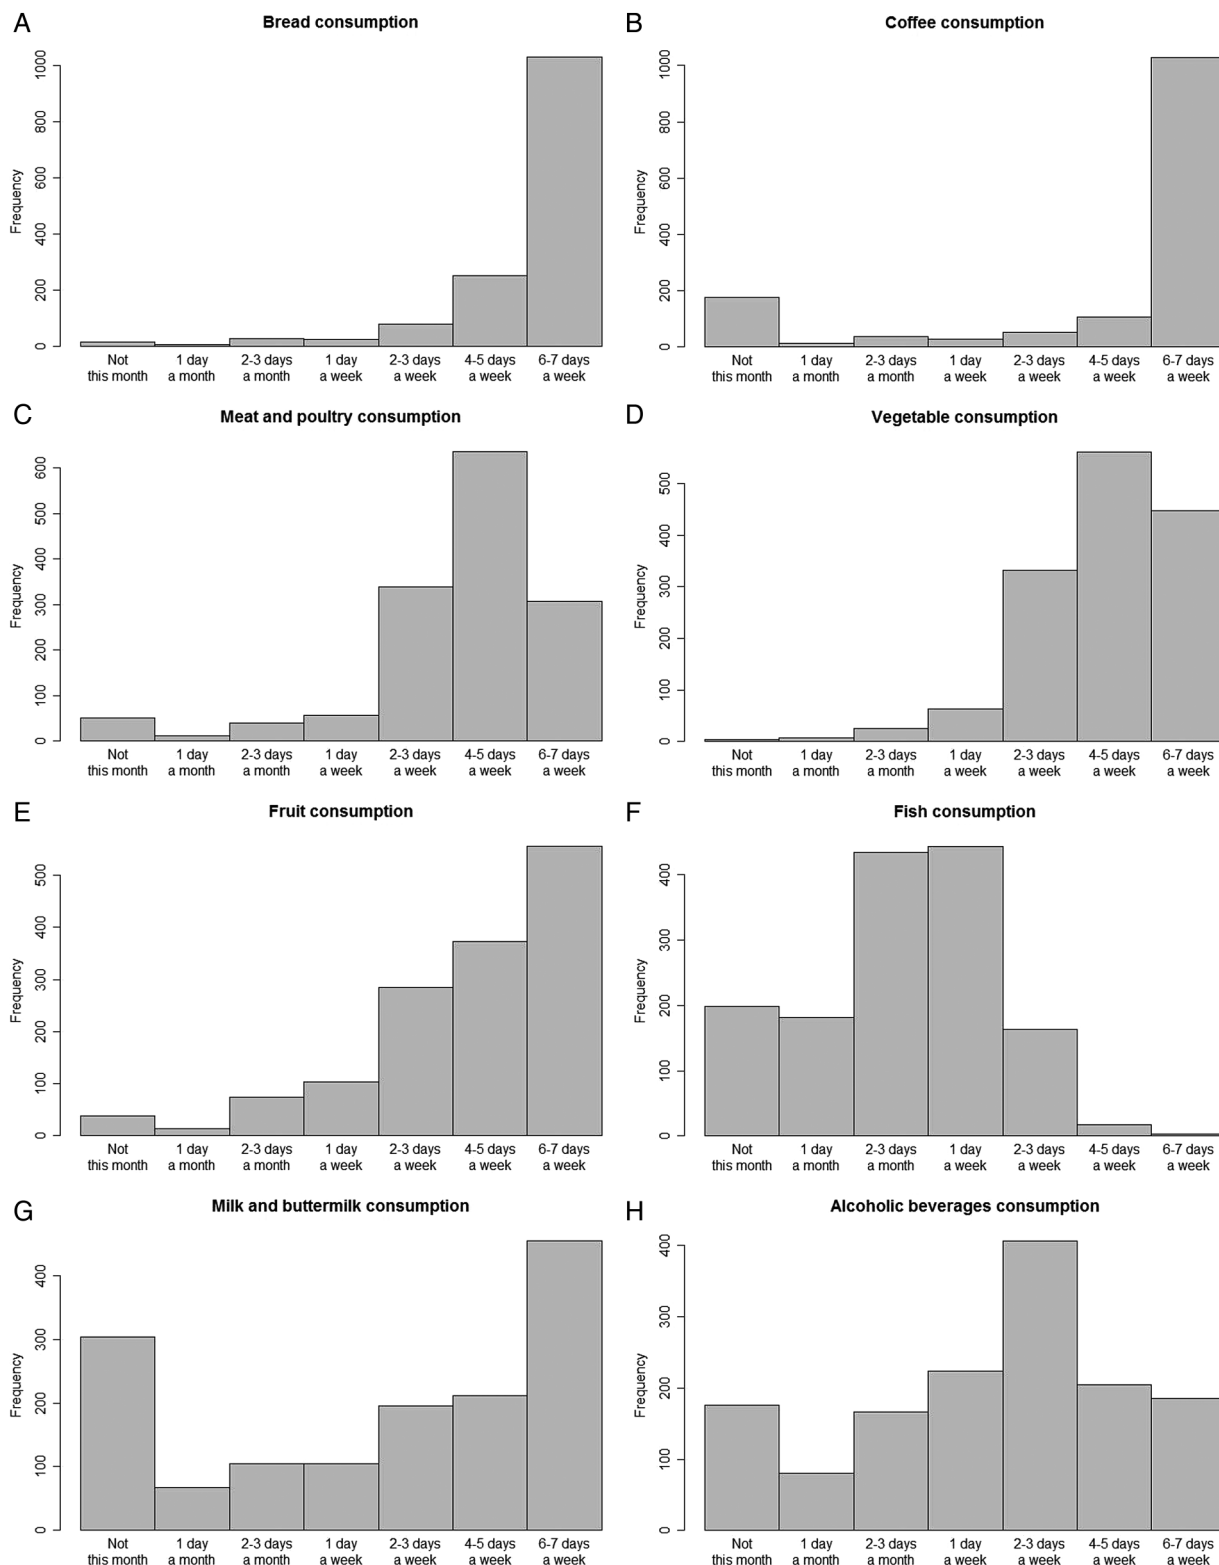 A
Bread consumption
Frequency
1000
800
600
400
200
0
Not
this month
1 day
a month
2-3 days
a month
1 day
a week
2-3 days
a week
4-5 days
a week
6-7 days
a week
B
Coffee consumption
Frequency
1000
800
600
400
200
0
Not
this month
1 day
a month
2-3 days
a month
1 day
a week
2-3 days
a week
4-5 days
a week
6-7 days
a week
C
Meat and poultry consumption
Frequency
600
500
400
300
200
100
0
Not
this month
1 day
a month
2-3 days
a month
1 day
a week
2-3 days
a week
4-5 days
a week
6-7 days
a week
D
Vegetable consumption
Frequency
500
400
300
200
100
0
Not
this month
1 day
a month
2-3 days
a month
1 day
a week
2-3 days
a week
4-5 days
a week
6-7 days
a week
E
Fruit consumption
Frequency
500
400
300
200
100
0
Not
this month
1 day
a month
2-3 days
a month
1 day
a week
2-3 days
a week
4-5 days
a week
6-7 days
a week
F
Fish consumption
Frequency
400
300
200
100
0
Not
this month
1 day
a month
2-3 days
a month
1 day
a week
2-3 days
a week
4-5 days
a week
6-7 days
a week
G
Milk and buttermilk consumption
Frequency
400
300
200
100
0
Not
this month
1 day
a month
2-3 days
a month
1 day
a week
2-3 days
a week
4-5 days
a week
6-7 days
a week
H
Alcoholic beverages consumption
Frequency
400
300
200
100
0
Not
this month
1 day
a month
2-3 days
a month
1 day
a week
2-3 days
a week
4-5 days
a week
6-7 days
a week